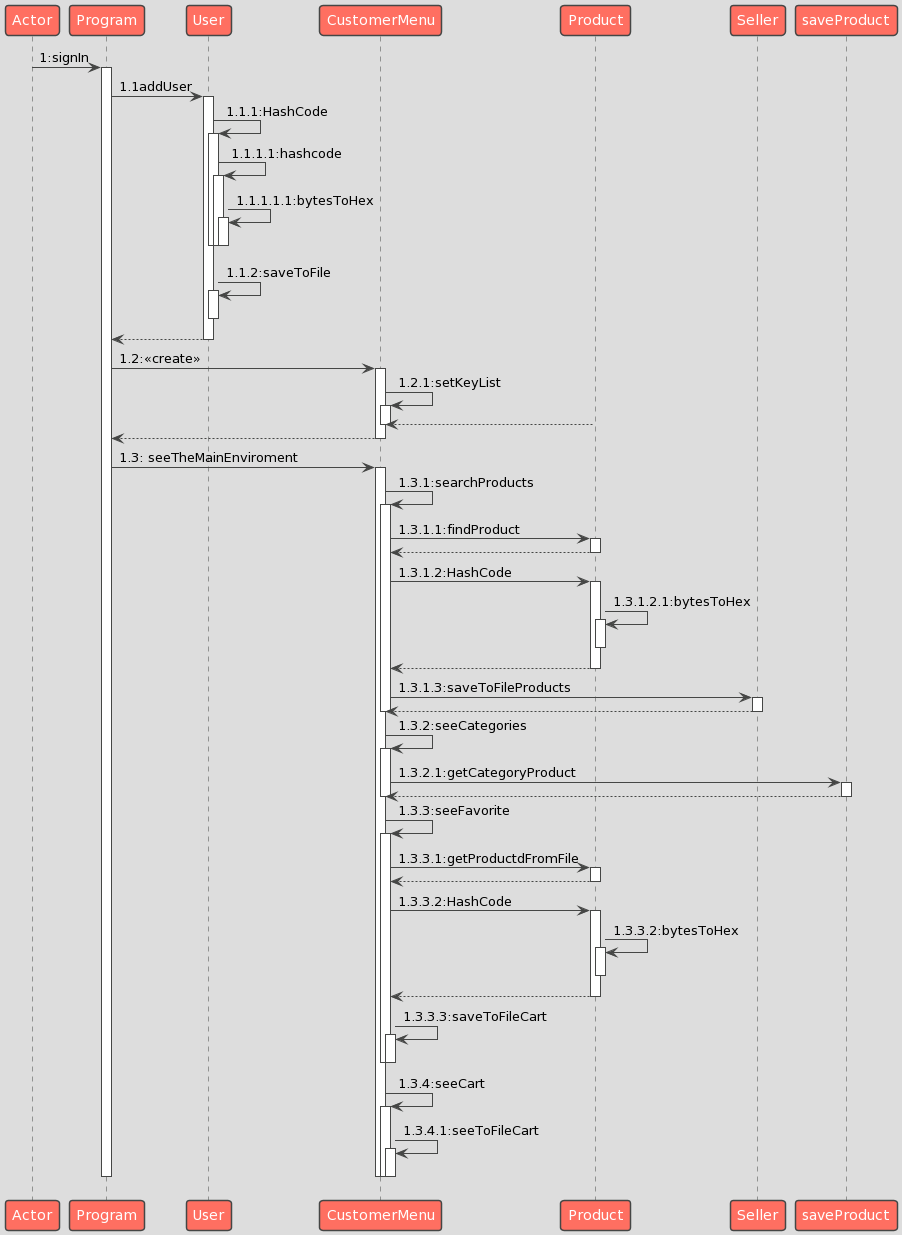 Actor Program User CustomerMenu Product Seller saveProduct
1:signIn
1.1addUser
1.1.1:HashCode
1.1.1.1:hashcode
1.1.1.1.1:bytesToHex
1.1.2:saveToFile
1.2:«create»
1.2.1:setKeyList
1.3: seeTheMainEnviroment
1.3.1:searchProducts
1.3.1.1:findProduct
1.3.1.2:HashCode
1.3.1.2.1:bytesToHex
1.3.1.3:saveToFileProducts
1.3.2:seeCategories
1.3.2.1:getCategoryProduct
1.3.3:seeFavorite
1.3.3.1:getProductdFromFile
1.3.3.2:HashCode
1.3.3.2:bytesToHex
1.3.3.3:saveToFileCart
1.3.4:seeCart
1.3.4.1:seeToFileCart
Actor Program User CustomerMenu Product Seller saveProduct